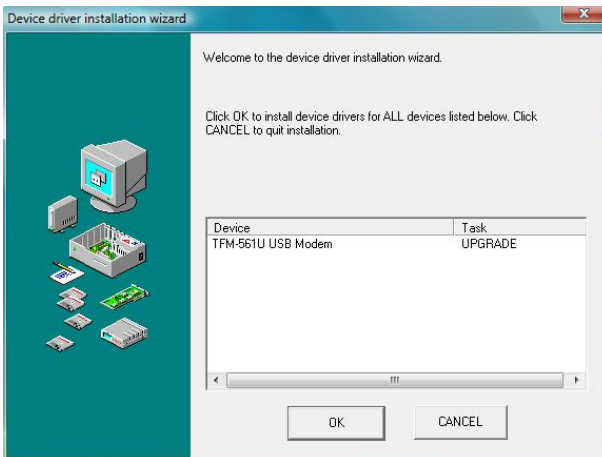 Device driver installation wizard
Welcome to the device driver installation wizard.
Click OK to install device drivers for ALL devices listed below. Click
CANCEL to quit installation.
Device Task
TFM-561U USB Modem UPGRADE
OK CANCEL